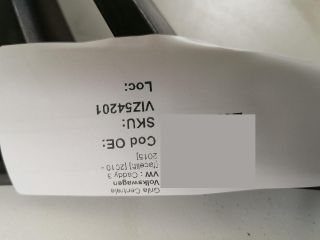 Grila Centrala
Volkswagen
VW : Caddy 3
(facelift) [2010 -
2015]
Cod OE:
SKU:
VIZ54201
Loc: